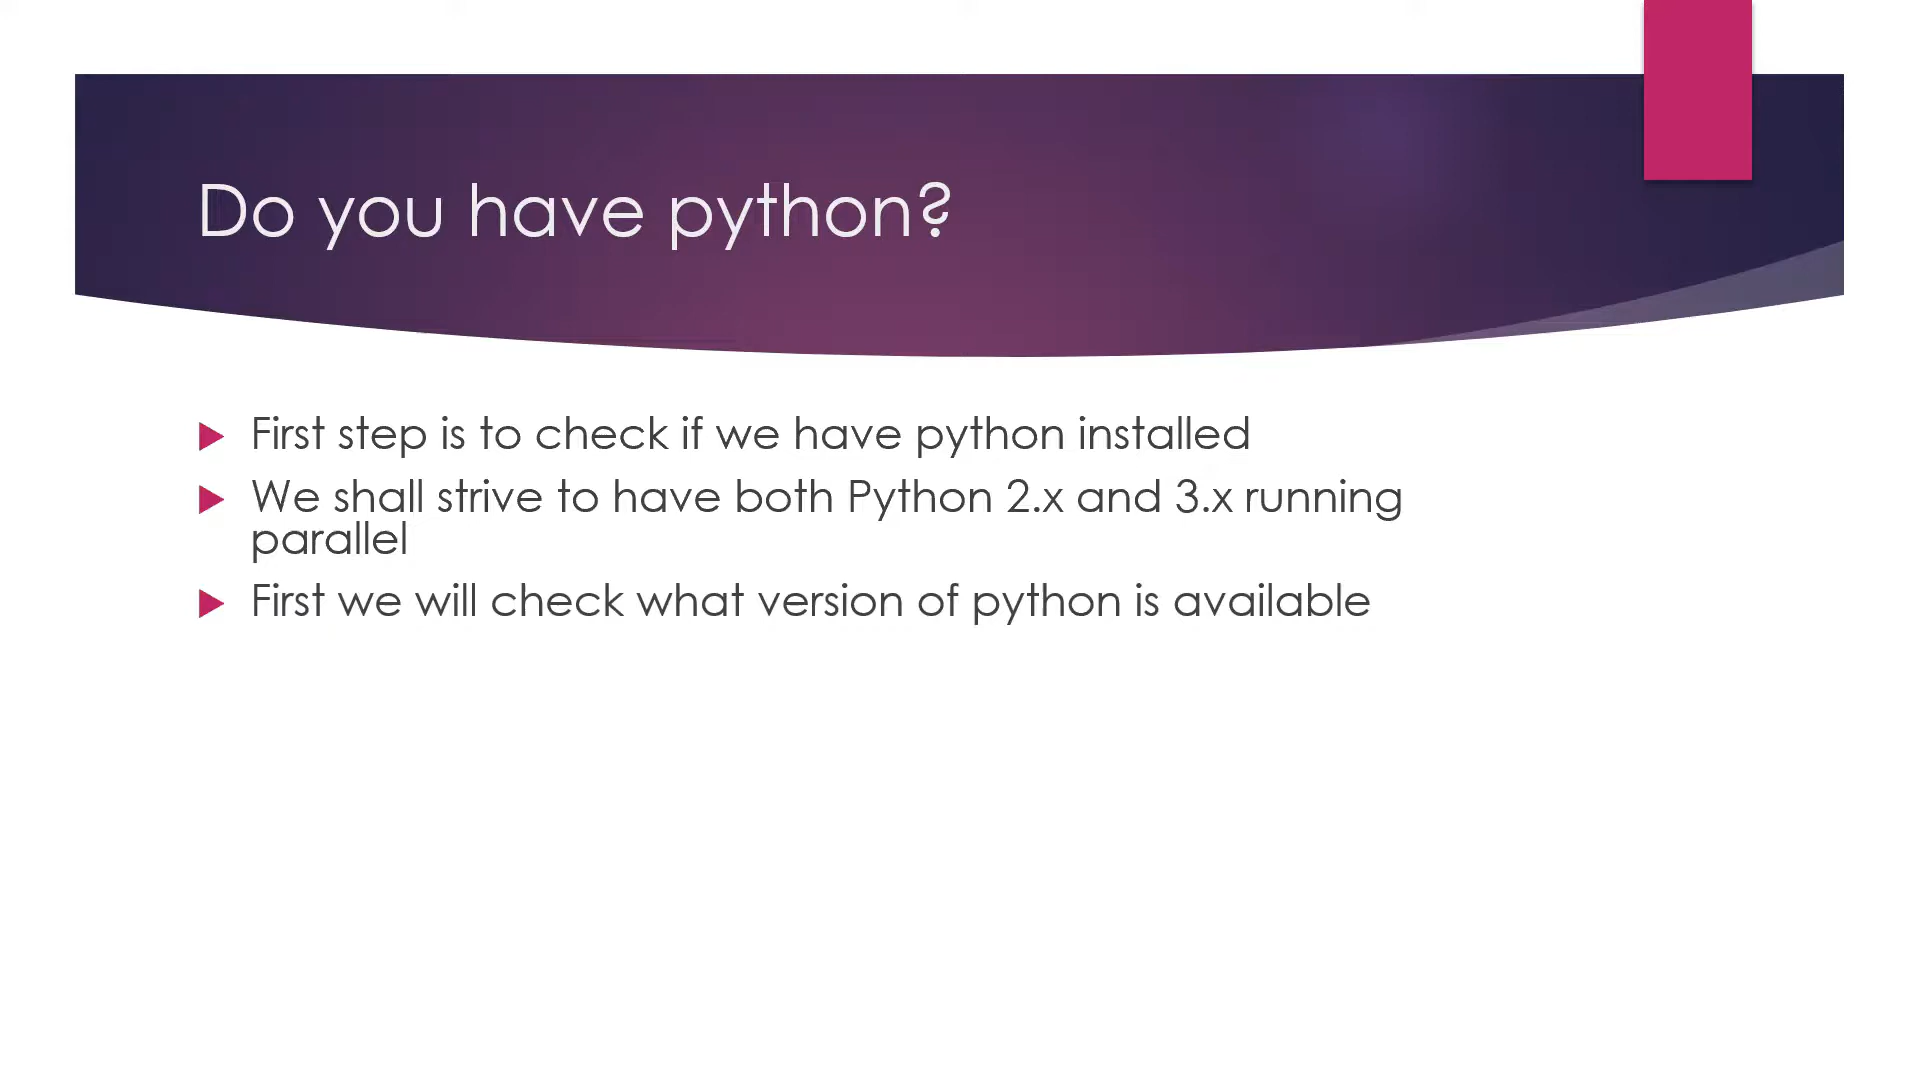 Do you have python?
First step is to check if we have python installed
We shall strive to have both Python 2.x and 3.x running
parallel
First we will check what version of python is available